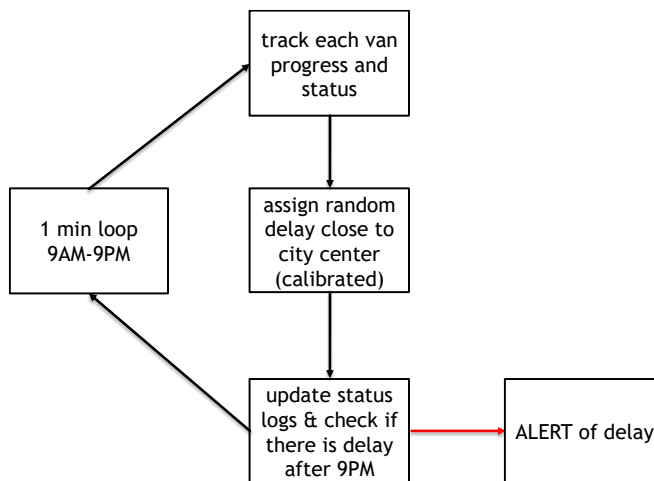 track each van
progress and
status
1 min loop
9AM-9PM
assign random
delay close to
city center
(calibrated)
update status
logs & check if
there is delay
after 9PM
ALERT of delay